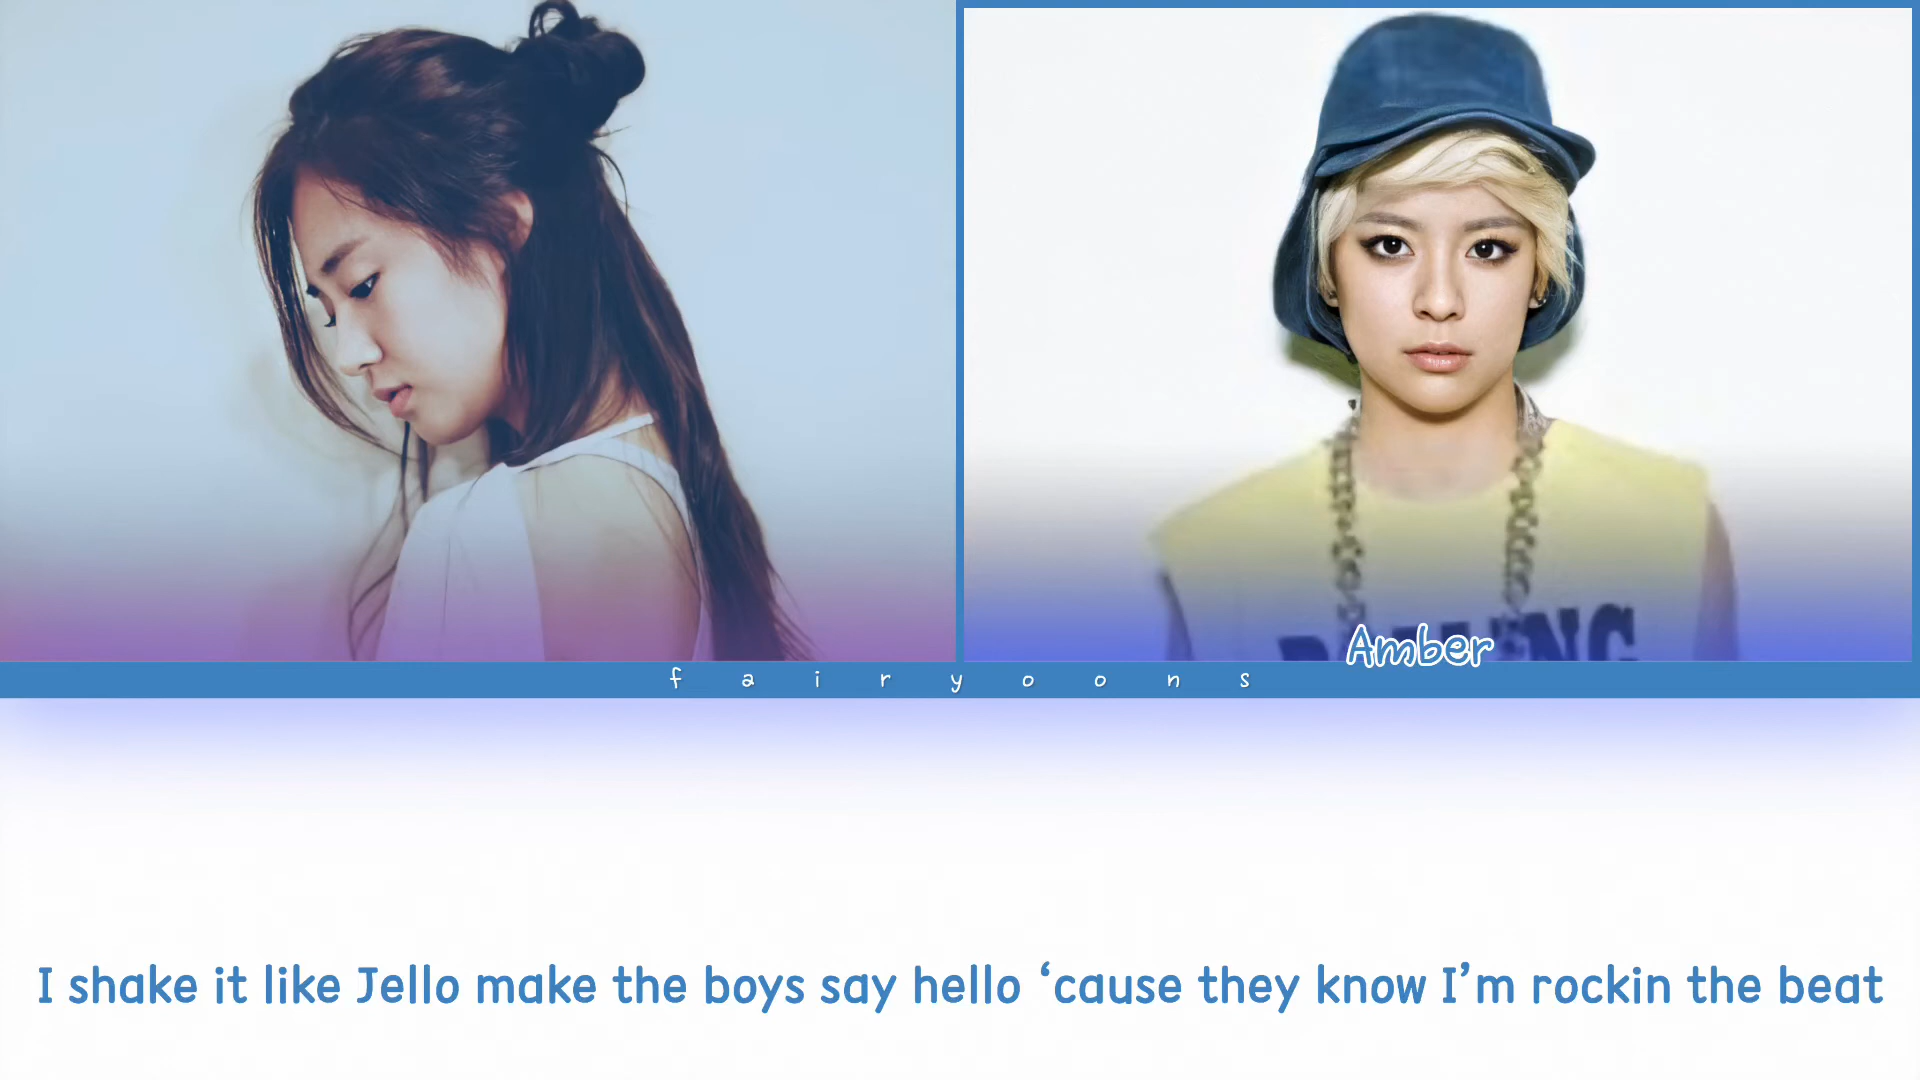 Amber
f a i r y o o n s
I shake it like Jello make the boys say hello ‘cause they know I’m rockin the beat